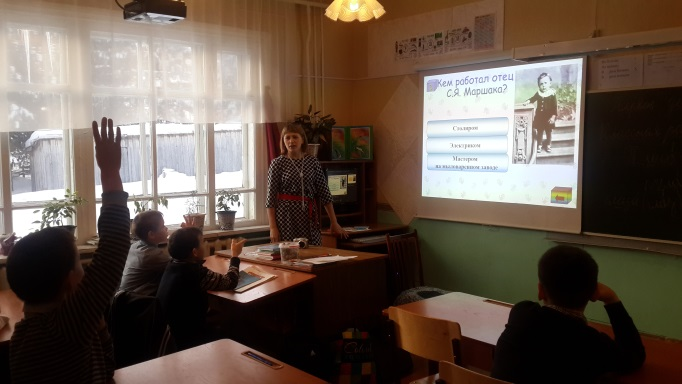 Кем работал отец
С.Я. Маршака?
Столяром
Электриком
Мастером
на мыловаренном заводе